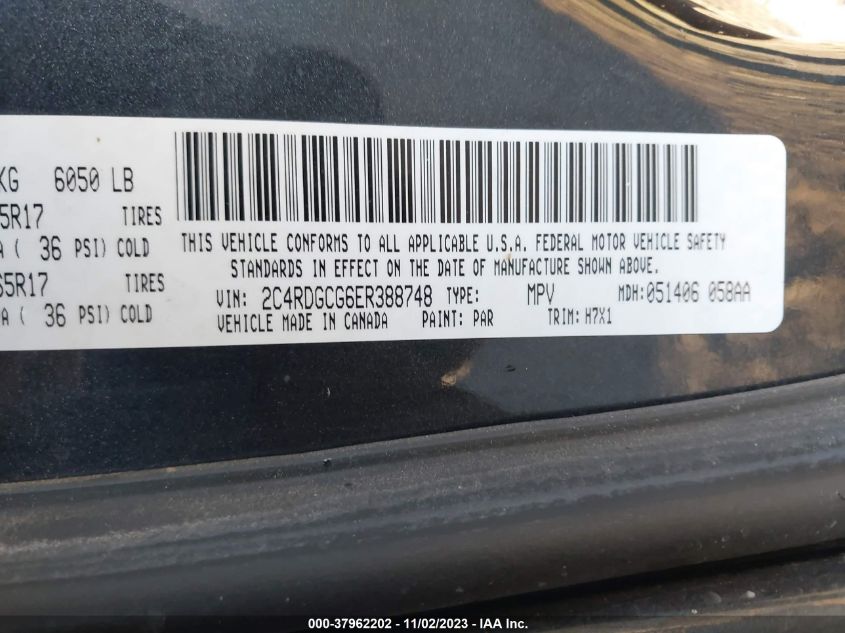 KG 6050 LB
5R17 TIRES
A ( 36 PSI) COLD
65R17 TIRES
A ( 36 PSI) COLD
THIS VEHICLE CONFORMS TO ALL APPLICABLE U.S.A. FEDERAL MOTOR VEHICLE SAFETY
STANDARDS IN EFFECT ON THE DATE OF MANUFACTURE SHOWN ABOVE.
VIN: 2C4RDGCG6ER388748 TYPE: MPV MDH:051406 058AA
VEHICLE MADE IN CANADA PAINT: PAR TRIM: H7X1
000-37962202 - 11/02/2023 - IAA Inc.